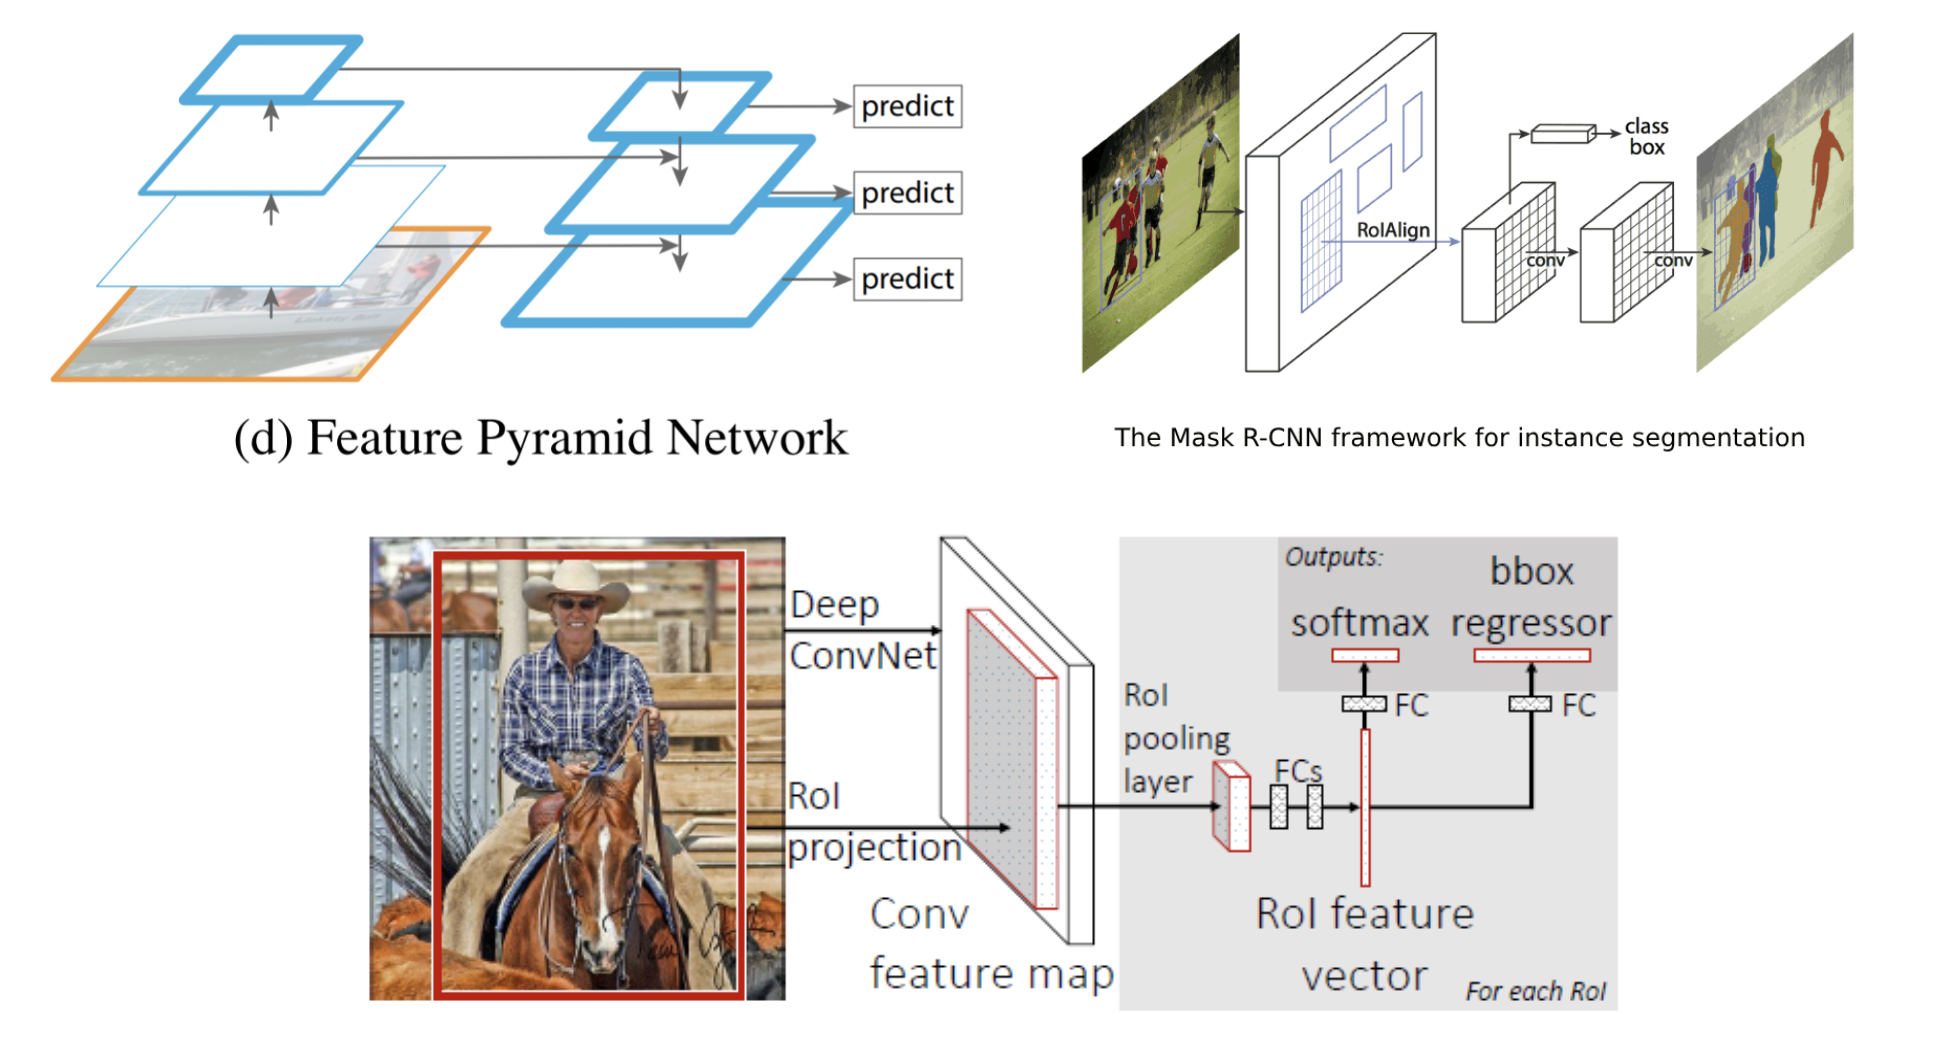 predict
predict
predict
(d) Feature Pyramid Network
class
box
RoIAlign
conv
conv
The Mask R-CNN framework for instance segmentation
Deep
ConvNet
RoI
projection
Conv
feature map
RoI
pooling
layer
FCs
Outputs:
softmax
bbox
regressor
FC
FC
RoI feature
vector
For each RoI